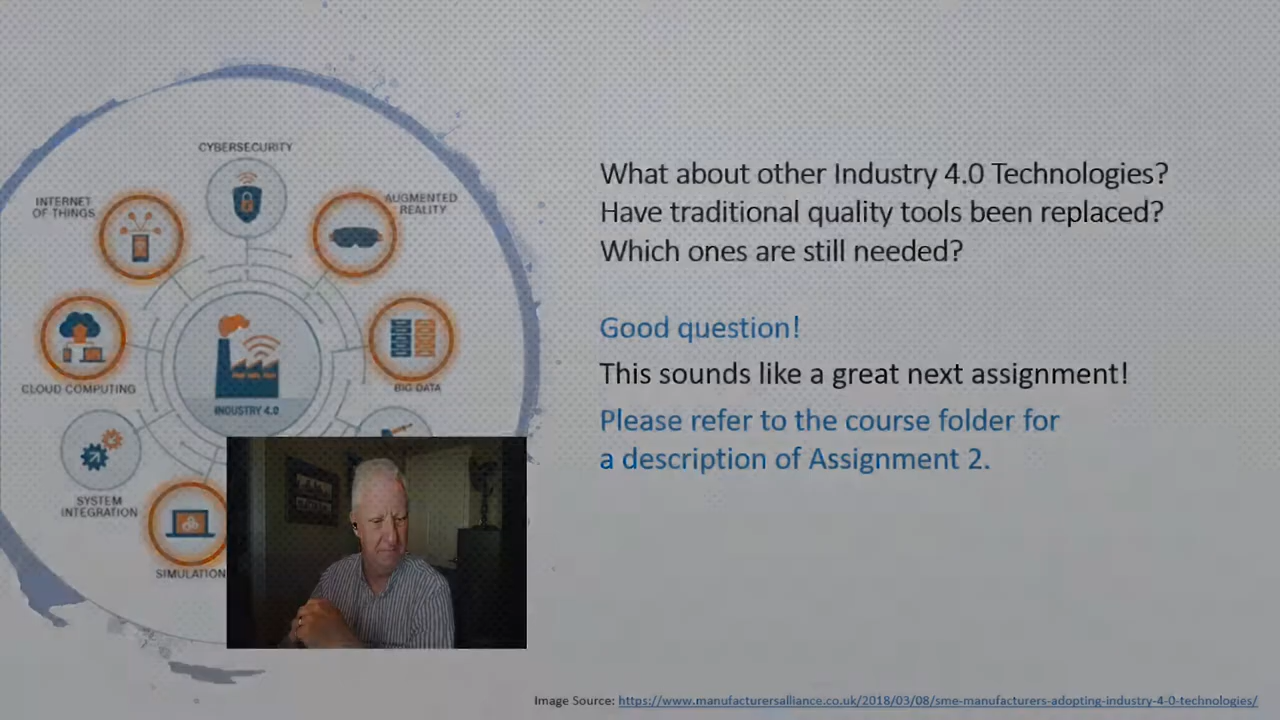 CYBERSECURITY
INTERNET
OF THINGS
AUGMENTED
REALITY
CLOUD COMPUTING
BIG DATA
INDUSTRY 4.0
SYSTEM
INTEGRATION
SIMULATION
What about other Industry 4.0 Technologies?
Have traditional quality tools been replaced?
Which ones are still needed?
Good question!
This sounds like a great next assignment!
Please refer to the course folder for
a description of Assignment 2.
Image Source: https://www.manufacturersalliance.co.uk/2018/03/08/sme-manufacturers-adopting-industry-4-0-technologies/